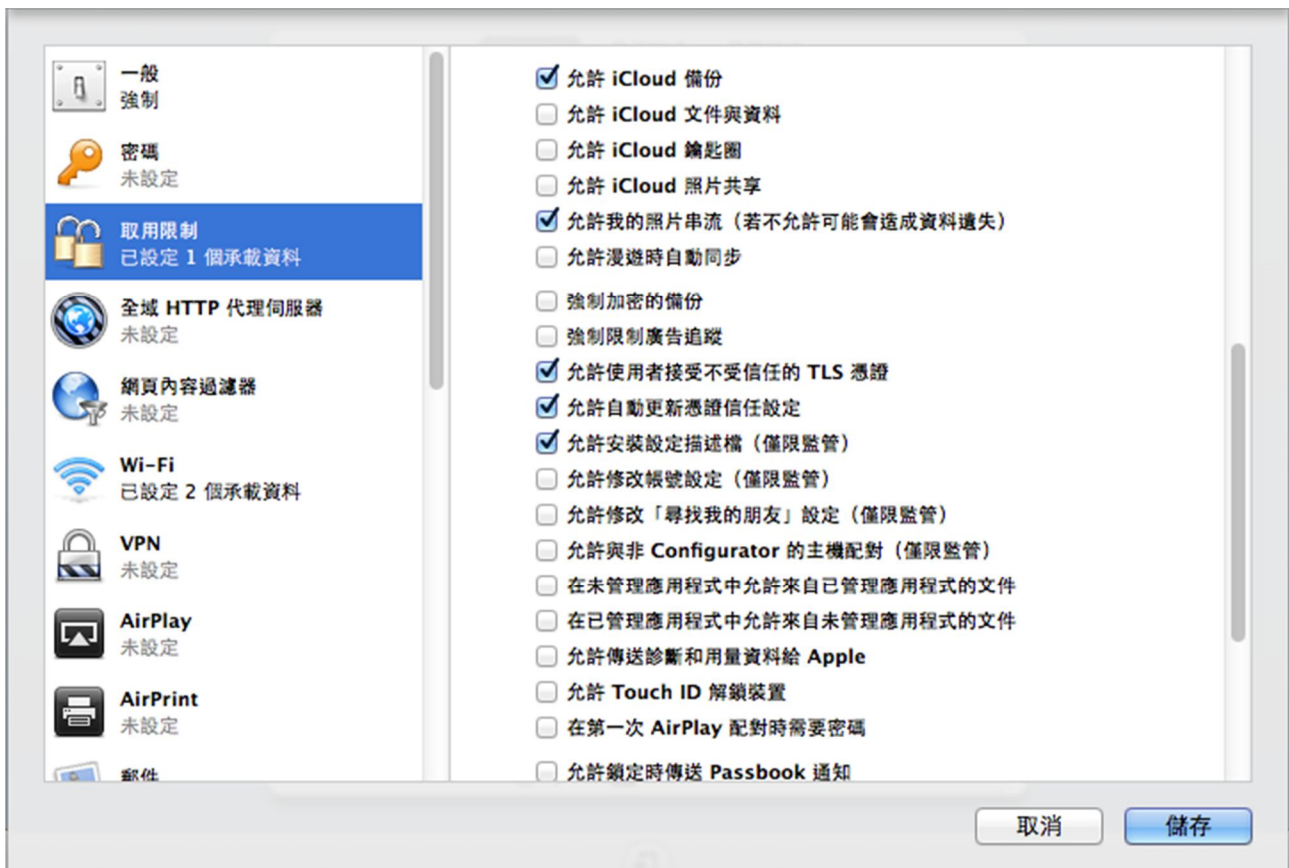 一般
強制
密碼
未設定
取用限制
已設定 1 個承載資料
全域 HTTP 代理伺服器
未設定
網頁內容過濾器
未設定
Wi-Fi
已設定 2 個承載資料
VPN
未設定
AirPlay
未設定
AirPrint
未設定
郵件
允許 iCloud 備份
允許 iCloud 文件與資料
允許 iCloud 鑰匙圈
允許 iCloud 照片共享
允許我的照片串流（若不允許可能會造成資料遺失）
允許漫遊時自動同步
強制加密的備份
強制限制廣告追蹤
允許使用者接受不受信任的 TLS 憑證
允許自動更新憑證信任設定
允許安裝設定描述檔（僅限監管）
允許修改帳號設定（僅限監管）
允許修改「尋找我的朋友」設定（僅限監管）
允許與非 Configurator 的主機配對（僅限監管）
在未管理應用程式中允許來自已管理應用程式的文件
在已管理應用程式中允許來自未管理應用程式的文件
允許傳送診斷和用量資料給 Apple
允許 Touch ID 解鎖裝置
在第一次 AirPlay 配對時需要密碼
允許鎖定時傳送 Passbook 通知
取消
儲存